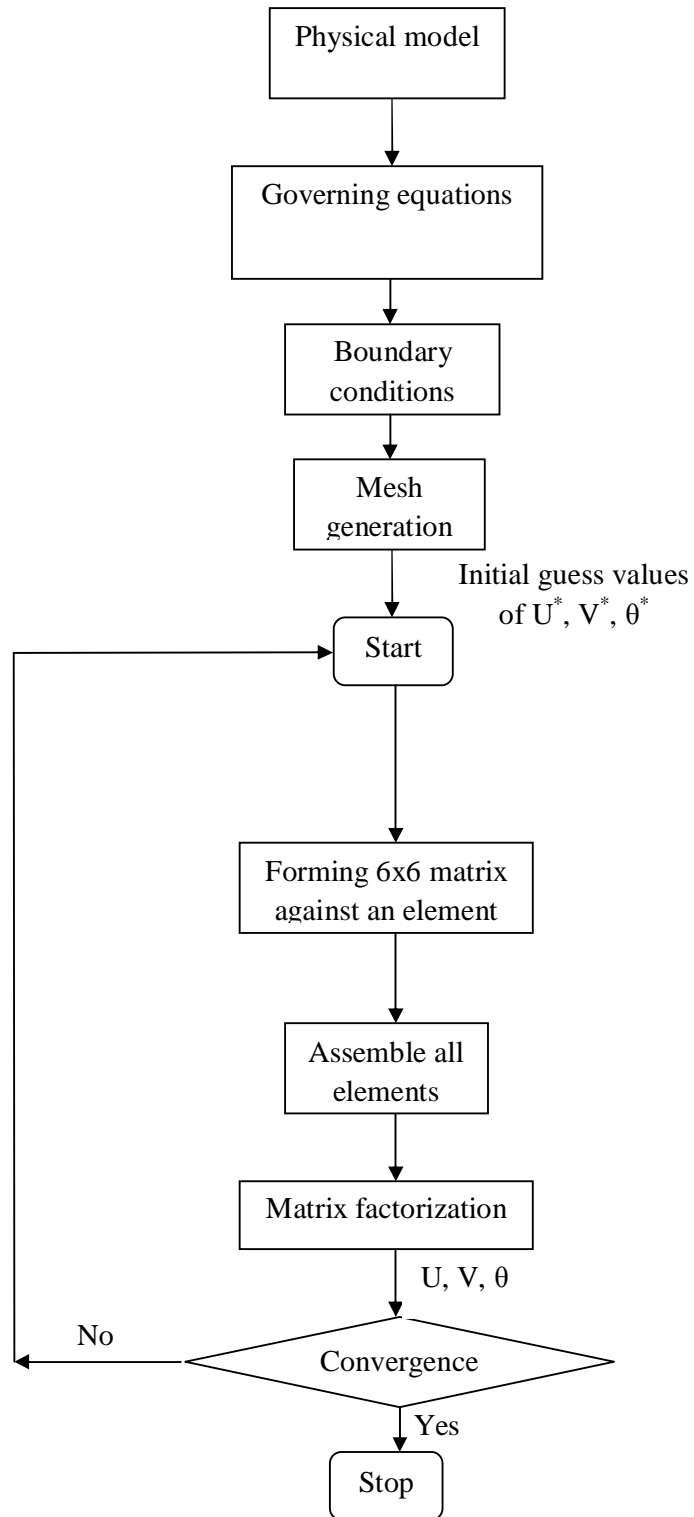 Physical model
Governing equations
Boundary
conditions
Mesh
generation
Initial guess values
of U*, V*, θ*
Start
Forming 6x6 matrix
against an element
Assemble all
elements
Matrix factorization
U, V, θ
No
Convergence
Yes
Stop